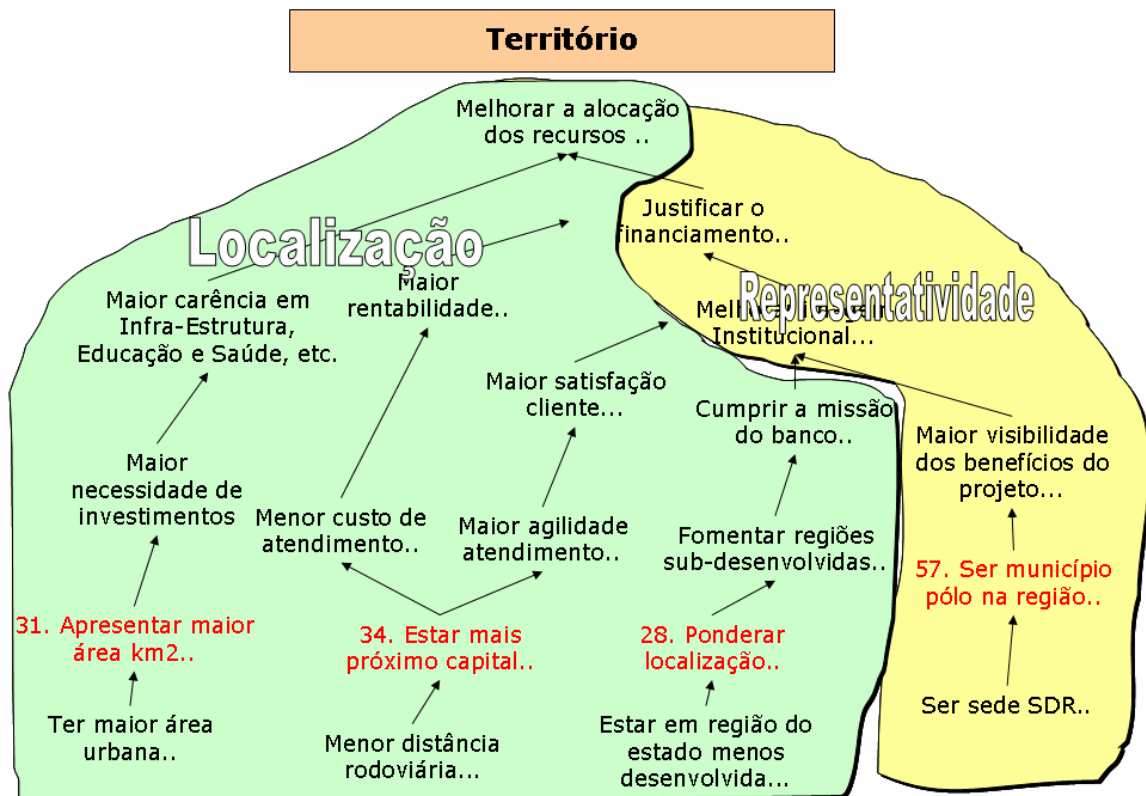 Território
Melhorar a alocação
dos recursos ..
Justificar o
financiamento..
Localização
Representatividade
Maior carência em
Infra-Estrutura,
Educação e Saúde, etc.
Maior
rentabilidade..
Institucional...
Maior satisfação
cliente...
Cumprir a missão
do banco..
Maior visibilidade
dos benefícios do
projeto...
Maior
necessidade de
investimentos
Menor custo de
atendimento..
Maior agilidade
atendimento..
Fomentar regiões
sub-desenvolvidas..
57. Ser município
pólo na região..
31. Apresentar maior
área km2..
34. Estar mais
próximo capital..
28. Ponderar
localização..
Ter maior área
urbana..
Menor distância
rodoviária...
Estar em região do
estado menos
desenvolvida...
Ser sede SDR..